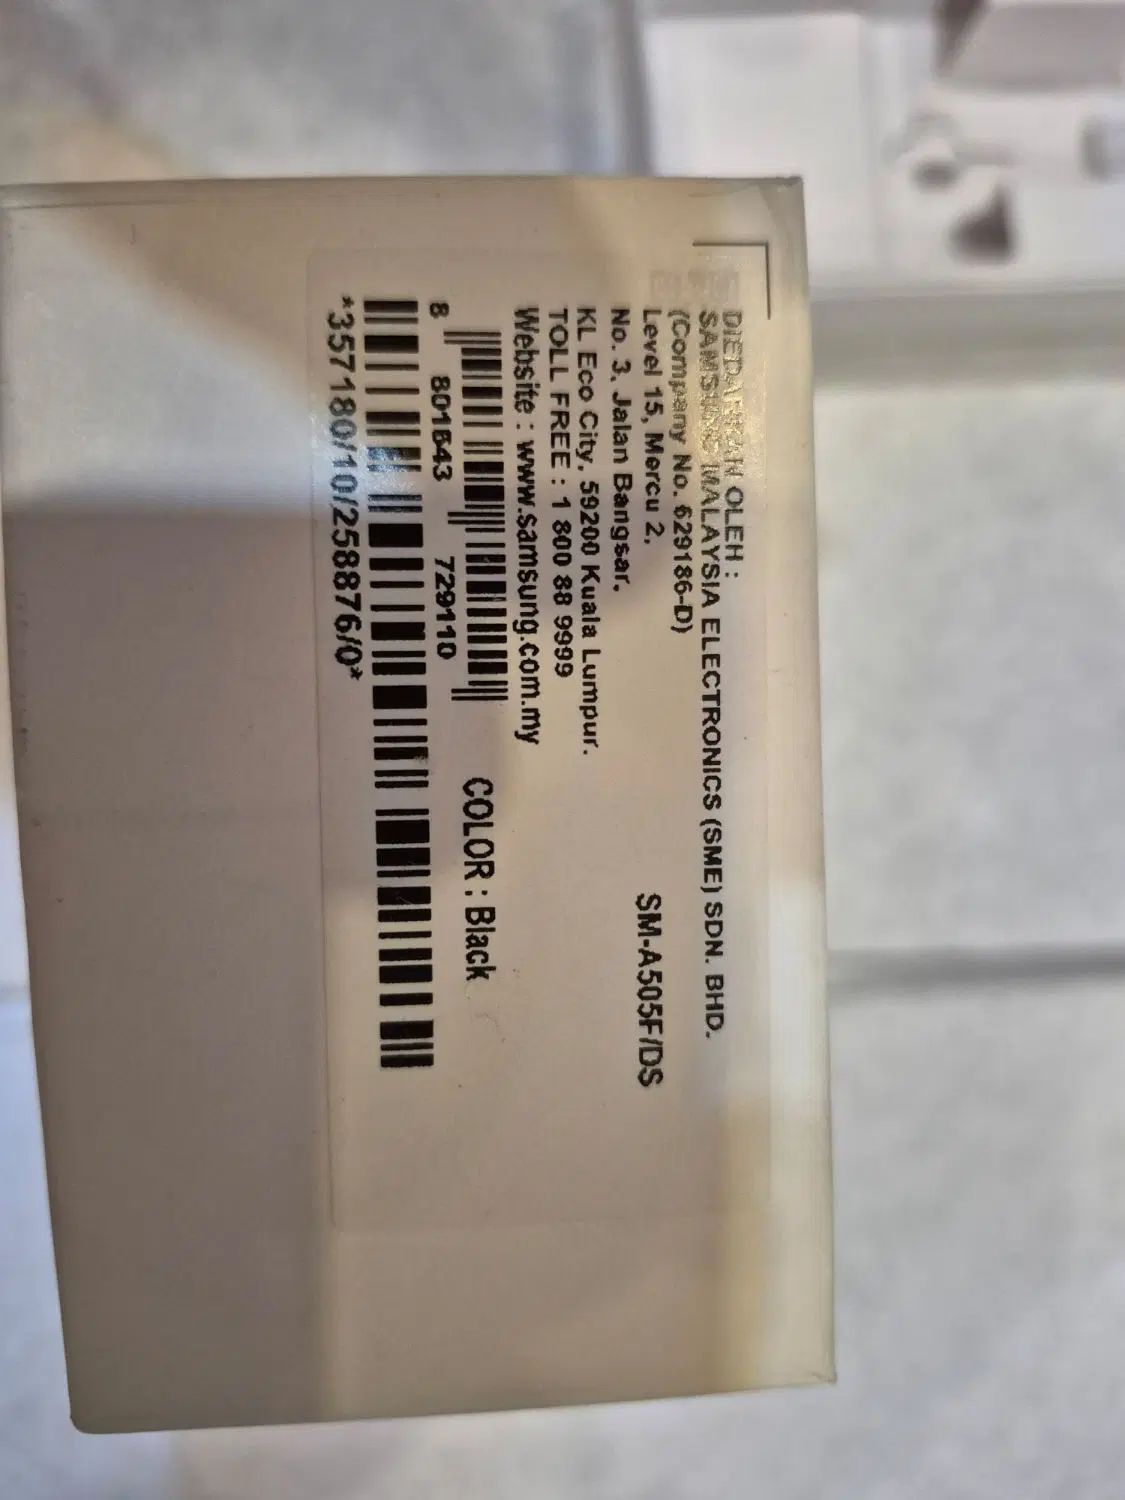 DIEDARKAN OLEH :
SAMSUNG MALAYSIA ELECTRONICS (SME) SDN. BHD.
(Company No. 629186-D)
Level 15, Mercu 2, SM-A505F/DS
No. 3, Jalan Bangsar,
KL Eco City, 59200 Kuala Lumpur.
TOLL FREE : 1 800 88 9999
Website : www.samsung.com.my
COLOR : Black
8 801643 729110
*357180/10/258876/0*